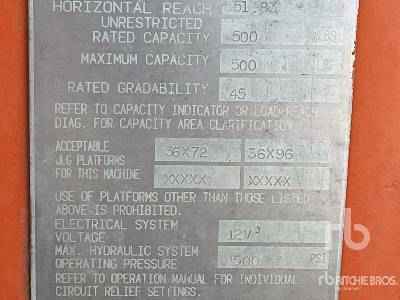 HORIZONTAL REACH
UNRESTRICTED
RATED CAPACITY 500 LBS
MAXIMUM CAPACITY 500
RATED GRADABILITY 45
REFER TO CAPACITY INDICATOR OR LOAD-REACH
DIAG. FOR CAPACITY AREA CLARIFICATION
ACCEPTABLE 36X72 36X96
JLG PLATFORMS
FOR THIS MACHINE XXXXX XXXXX
USE OF PLATFORMS OTHER THAN THOSE LISTED
ABOVE IS PROHIBITED.
ELECTRICAL SYSTEM
VOLTAGE 12V
MAX. HYDRAULIC SYSTEM
OPERATING PRESSURE PSI
REFER TO OPERATION MANUAL FOR INDIVIDUAL
CIRCUIT RELIEF SETTINGS.
rb
RITCHIE BROS.